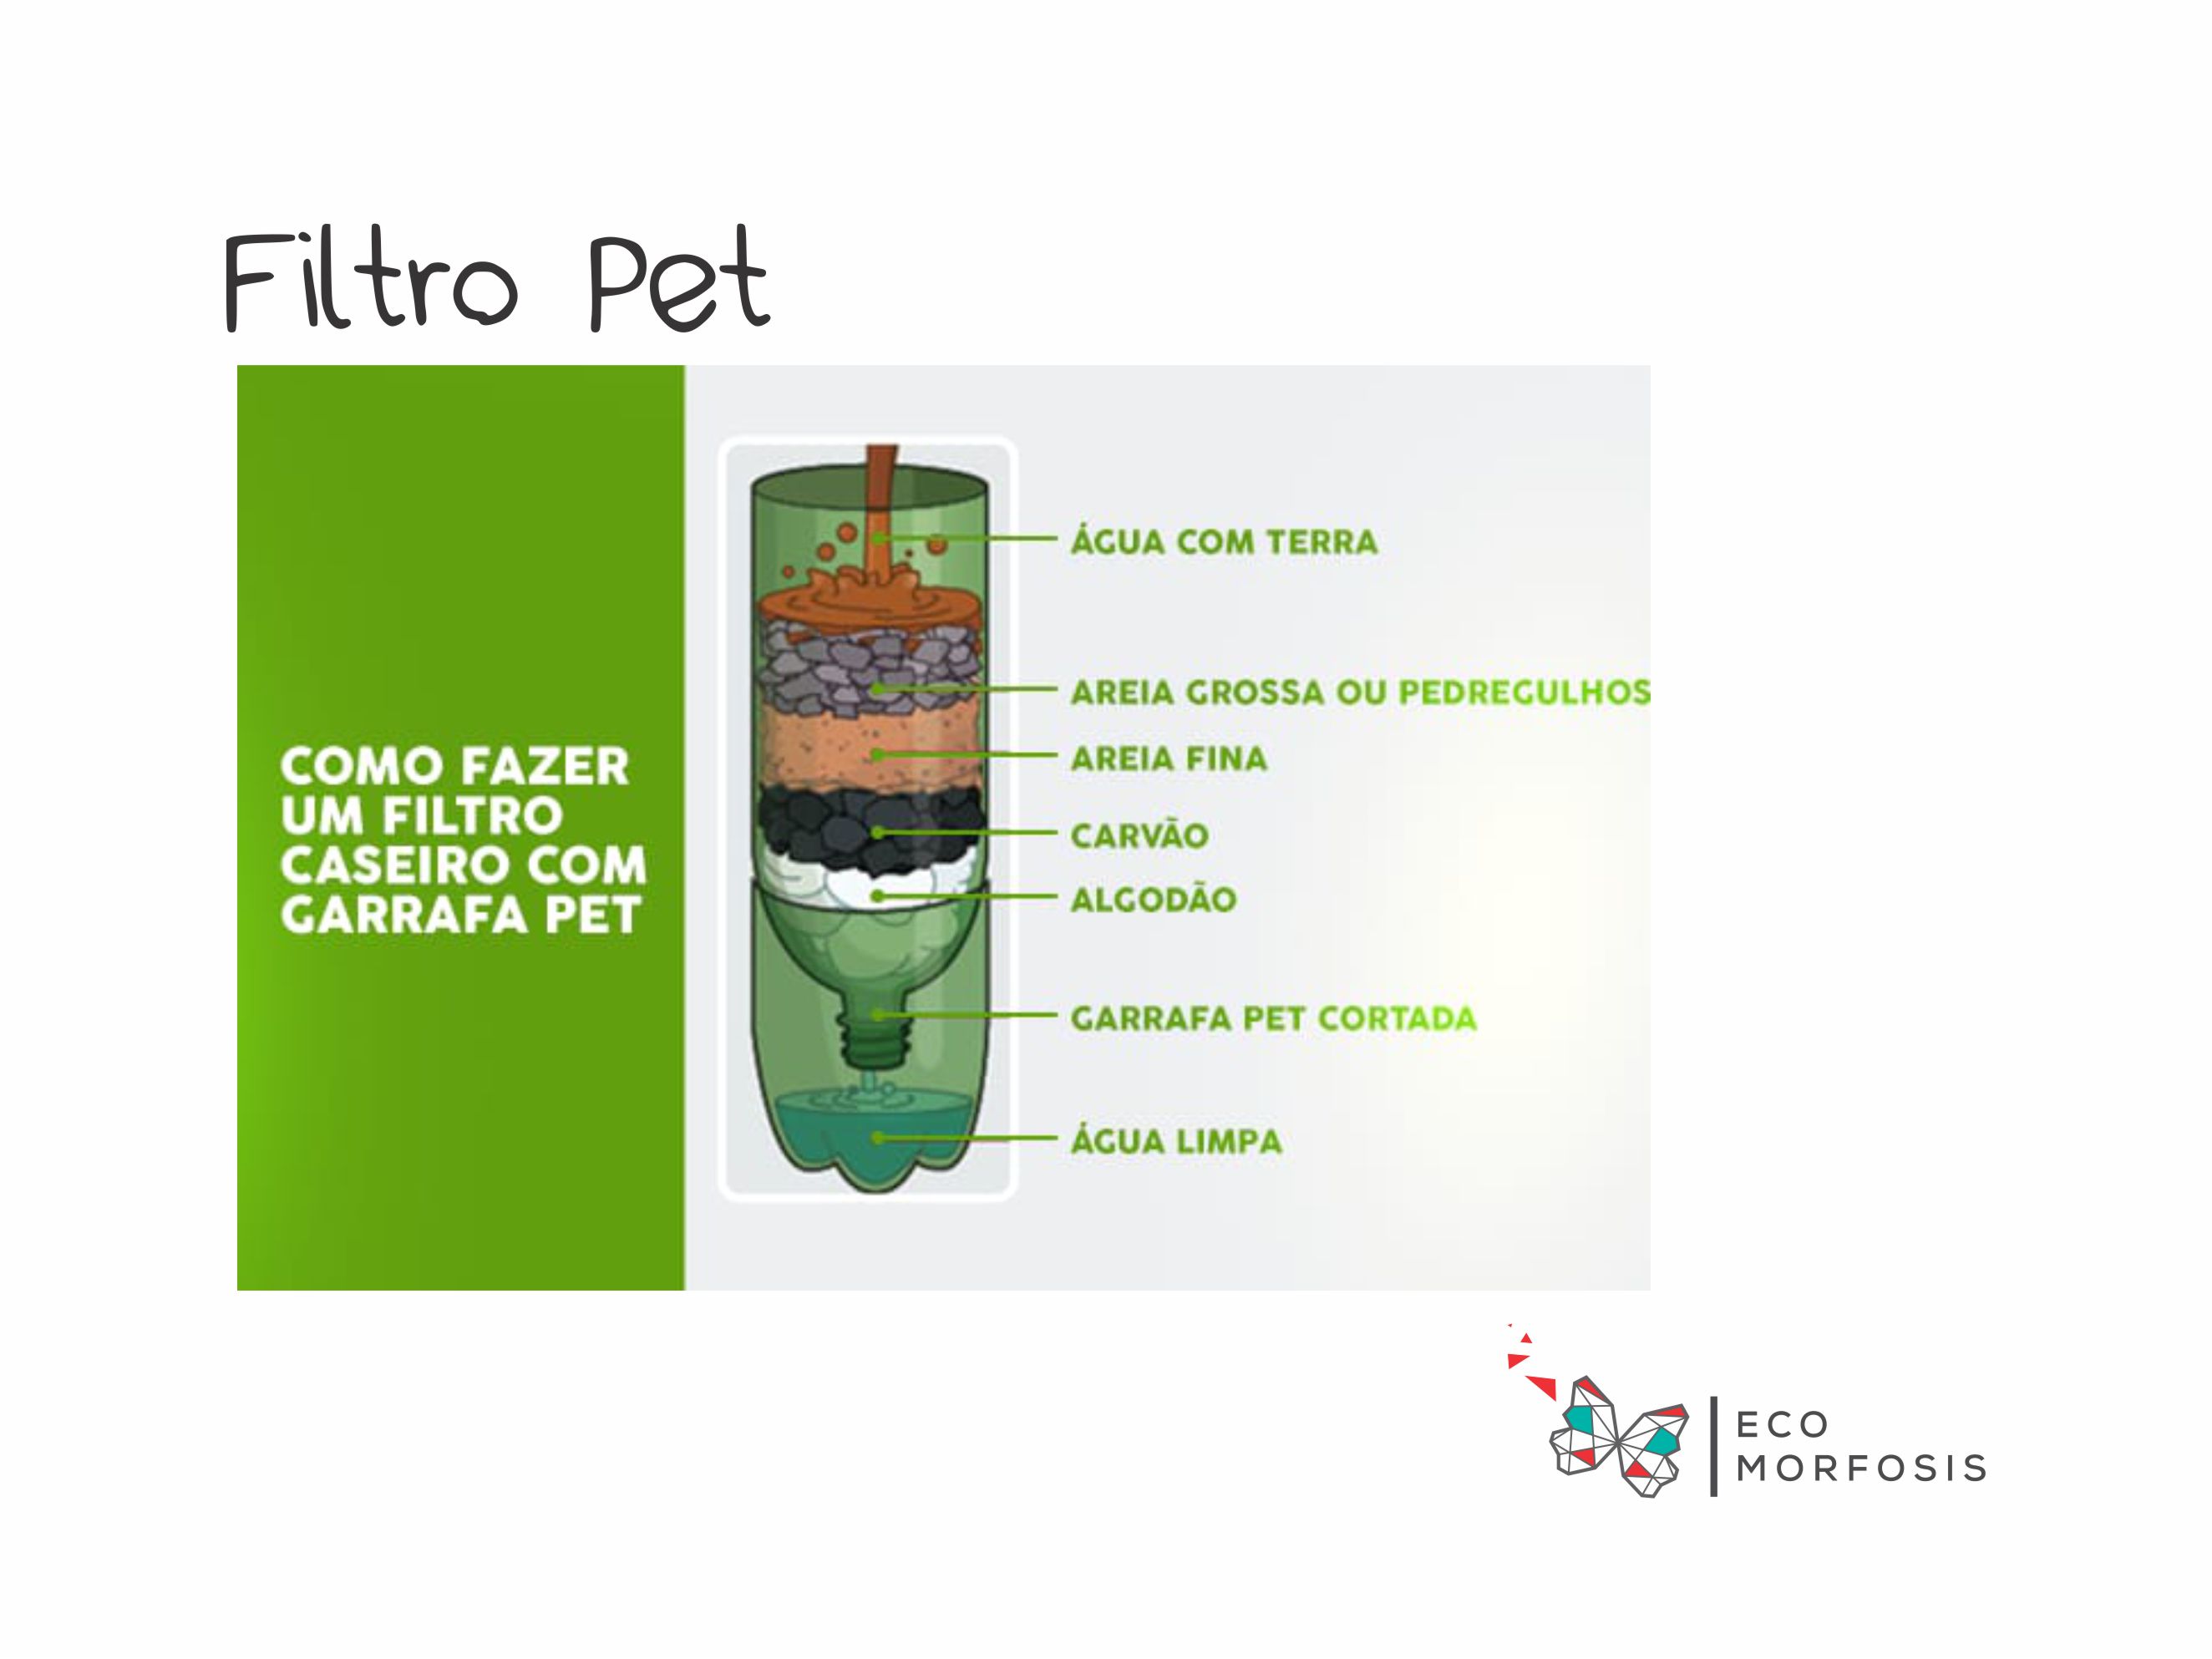 Filtro Pet
COMO FAZER
UM FILTRO
CASEIRO COM
GARRAFA PET
ÁGUA COM TERRA
AREIA GROSSA OU PEDREGULHOS
AREIA FINA
CARVÃO
ALGODÃO
GARRAFA PET CORTADA
ÁGUA LIMPA
ECO
MORFOSIS